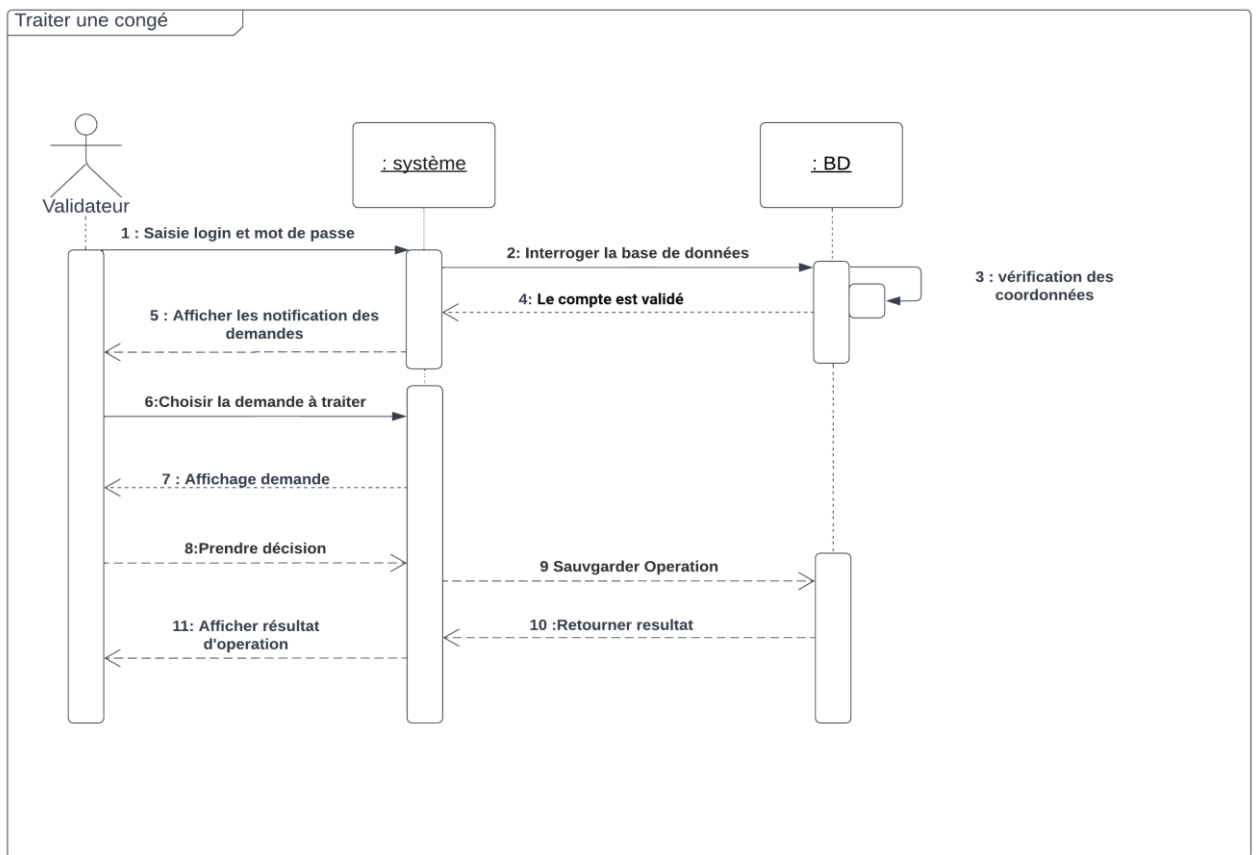 Traiter une congé
: système
: BD
Validateur
1 : Saisie login et mot de passe
2: Interroger la base de données
3 : vérification des
coordonnées
4: Le compte est validé
5 : Afficher les notification des
demandes
6:Choisir la demande à traiter
7 : Affichage demande
8:Prendre décision
9 Sauvgarder Operation
10 :Retourner resultat
11: Afficher résultat
d'operation